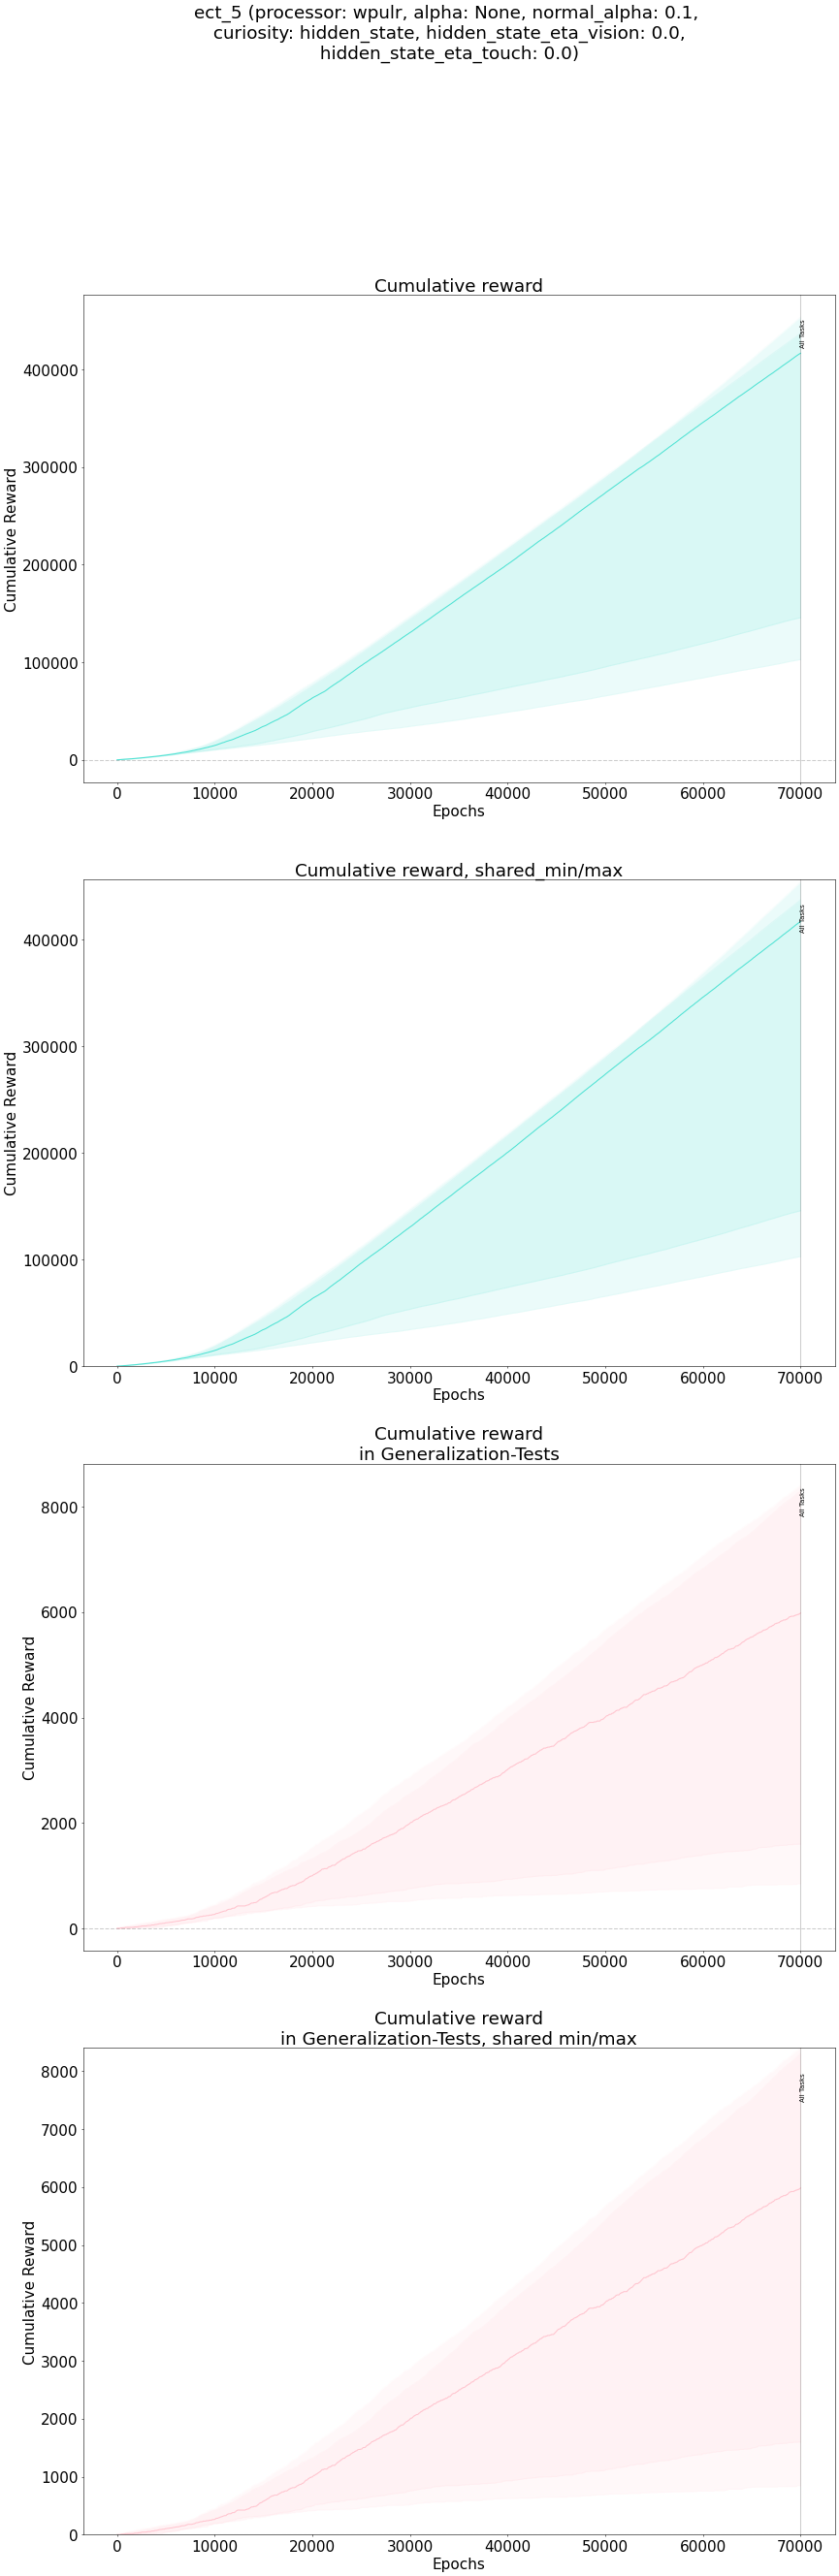 ect_5 (processor: wpulr, alpha: None, normal_alpha: 0.1,
curiosity: hidden_state, hidden_state_eta_vision: 0.0,
hidden_state_eta_touch: 0.0)
Cumulative reward
400000
300000
200000
100000
0
Cumulative Reward
All Tasks
0 10000 20000 30000 40000 50000 60000 70000
Epochs
Cumulative reward, shared_min/max
400000
300000
200000
100000
0
Cumulative Reward
All Tasks
0 10000 20000 30000 40000 50000 60000 70000
Epochs
Cumulative reward
in Generalization-Tests
8000
6000
4000
2000
0
Cumulative Reward
All Tasks
0 10000 20000 30000 40000 50000 60000 70000
Epochs
Cumulative reward
in Generalization-Tests, shared min/max
8000
7000
6000
5000
4000
3000
2000
1000
0
Cumulative Reward
All Tasks
0 10000 20000 30000 40000 50000 60000 70000
Epochs